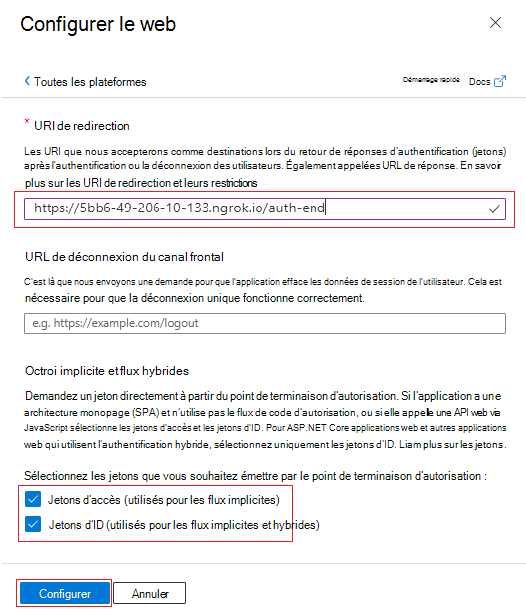 Configurer le web
Toutes les plateformes
Démarrage rapide Docs
* URI de redirection
Les URI que nous accepterons comme destinations lors du retour de réponses d'authentification (jetons)
après l'authentification ou la déconnexion des utilisateurs. Également appelées URL de réponse. En savoir
plus sur les URI de redirection et leurs restrictions
https://5bb6-49-206-10-133.ngrok.io/auth-end
URL de déconnexion du canal frontal
C'est là que nous envoyons une demande pour que l'application efface les données de session de l'utilisateur. Cela est
nécessaire pour que la déconnexion unique fonctionne correctement.
e.g. https://example.com/logout
Octroi implicite et flux hybrides
Demandez un jeton directement à partir du point de terminaison d'autorisation. Si l'application a une
architecture monopage (SPA) et n'utilise pas le flux de code d'autorisation, ou si elle appelle une API web via
JavaScript sélectionne les jetons d'accès et les jetons d'ID. Pour ASP.NET Core applications web et autres applications
web qui utilisent l'authentification hybride, sélectionnez uniquement les jetons d'ID. Liam plus sur les jetons.
Sélectionnez les jetons que vous souhaitez émettre par le point de terminaison d'autorisation :
Jetons d'accès (utilisés pour les flux implicites)
Jetons d'ID (utilisés pour les flux implicites et hybrides)
Configurer Annuler